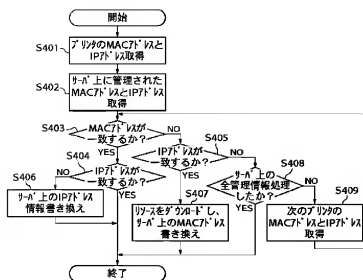 開始
S401
プリンタのMACアドレスと
IPアドレス取得
S402
サーバ上に管理された
MACアドレスとIPアドレス
取得
S403
MACアドレスが
一致するか?
NO
YES
S404
IPアドレスが
一致するか?
NO
YES
S405
IPアドレスが
一致するか?
NO
YES
S406
サーバ上のIPアドレス
情報書き換え
S407
リソースをダウンロードし、
サーバ上のMACアドレス
書き換え
S408
サーバ上の
全管理情報処理
したか?
NO
YES
S409
次のプリンタの
MACアドレスとIPアドレス
取得
終了